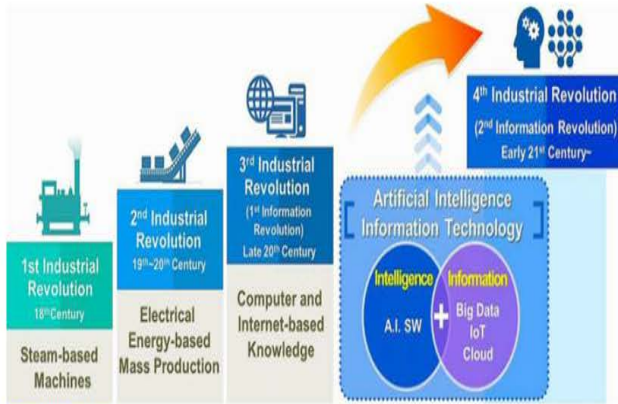 1st Industrial
Revolution
18th Century
Steam-based
Machines
2nd Industrial
Revolution
19th~20th Century
Electrical
Energy-based
Mass Production
3rd Industrial
Revolution
(1st Information
Revolution)
Late 20th Century
Computer and
Internet-based
Knowledge
4th Industrial Revolution
(2nd Information Revolution)
Early 21st Century~
Artificial Intelligence
Information Technology
Intelligence
A.I. SW
+
Information
Big Data
IoT
Cloud